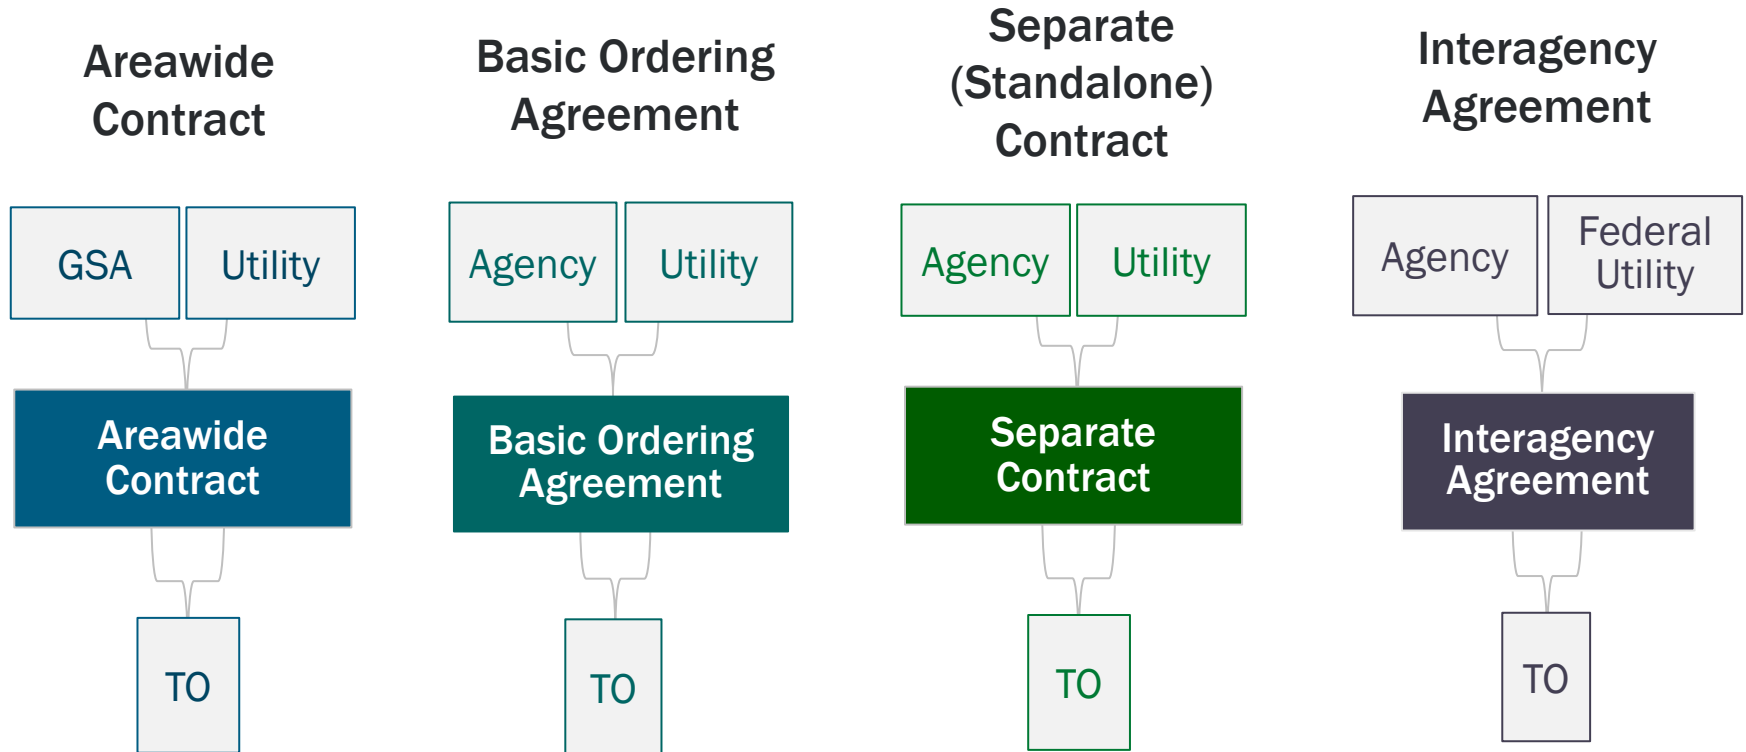 Areawide
Contract
Basic Ordering
Agreement
Separate
(Standalone)
Contract
Interagency
Agreement
GSA
Utility
Agency
Utility
Agency
Utility
Agency
Federal
Utility
Areawide
Contract
Basic Ordering
Agreement
Separate
Contract
Interagency
Agreement
TO
TO
TO
TO